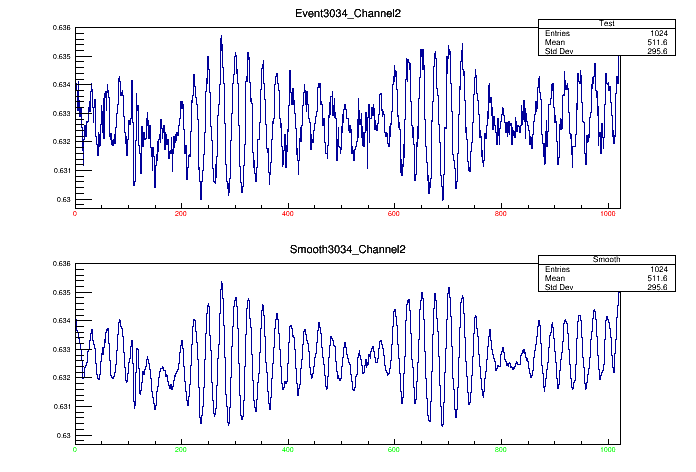 Event3034_Channel2
Test
Entries 1024
Mean 511.6
Std Dev 295.6
0.636
0.635
0.634
0.633
0.632
0.631
0.63
0 200 400 600 800 1000
Smooth3034_Channel2
Smooth
Entries 1024
Mean 511.6
Std Dev 295.6
0.636
0.635
0.634
0.633
0.632
0.631
0.63
0 200 400 600 800 1000